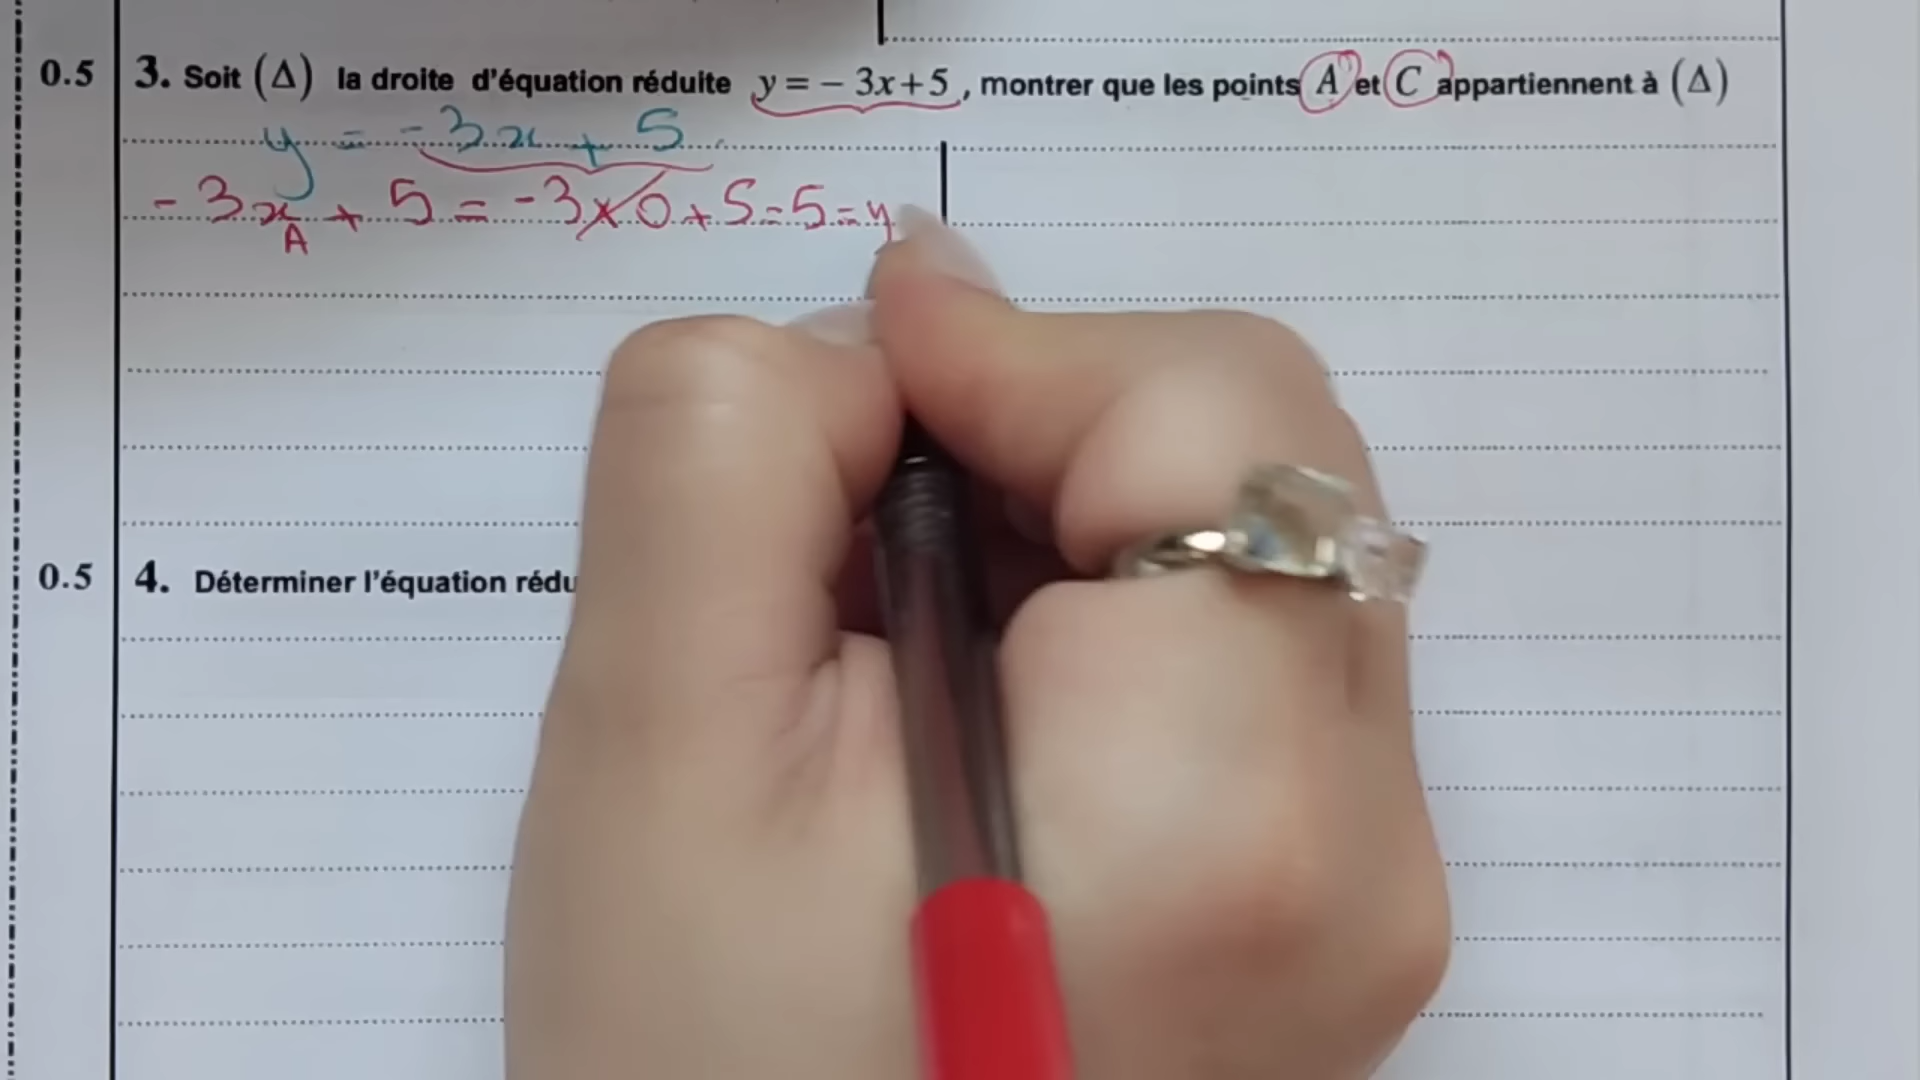 0.5 3. Soit (Δ) la droite d'équation réduite y = - 3x+5 , montrer que les points A et C appartiennent à (Δ)
y = -3x + 5
-3x_A + 5 = -3×0+5=5=y
0.5 4. Déterminer l'équation rédu